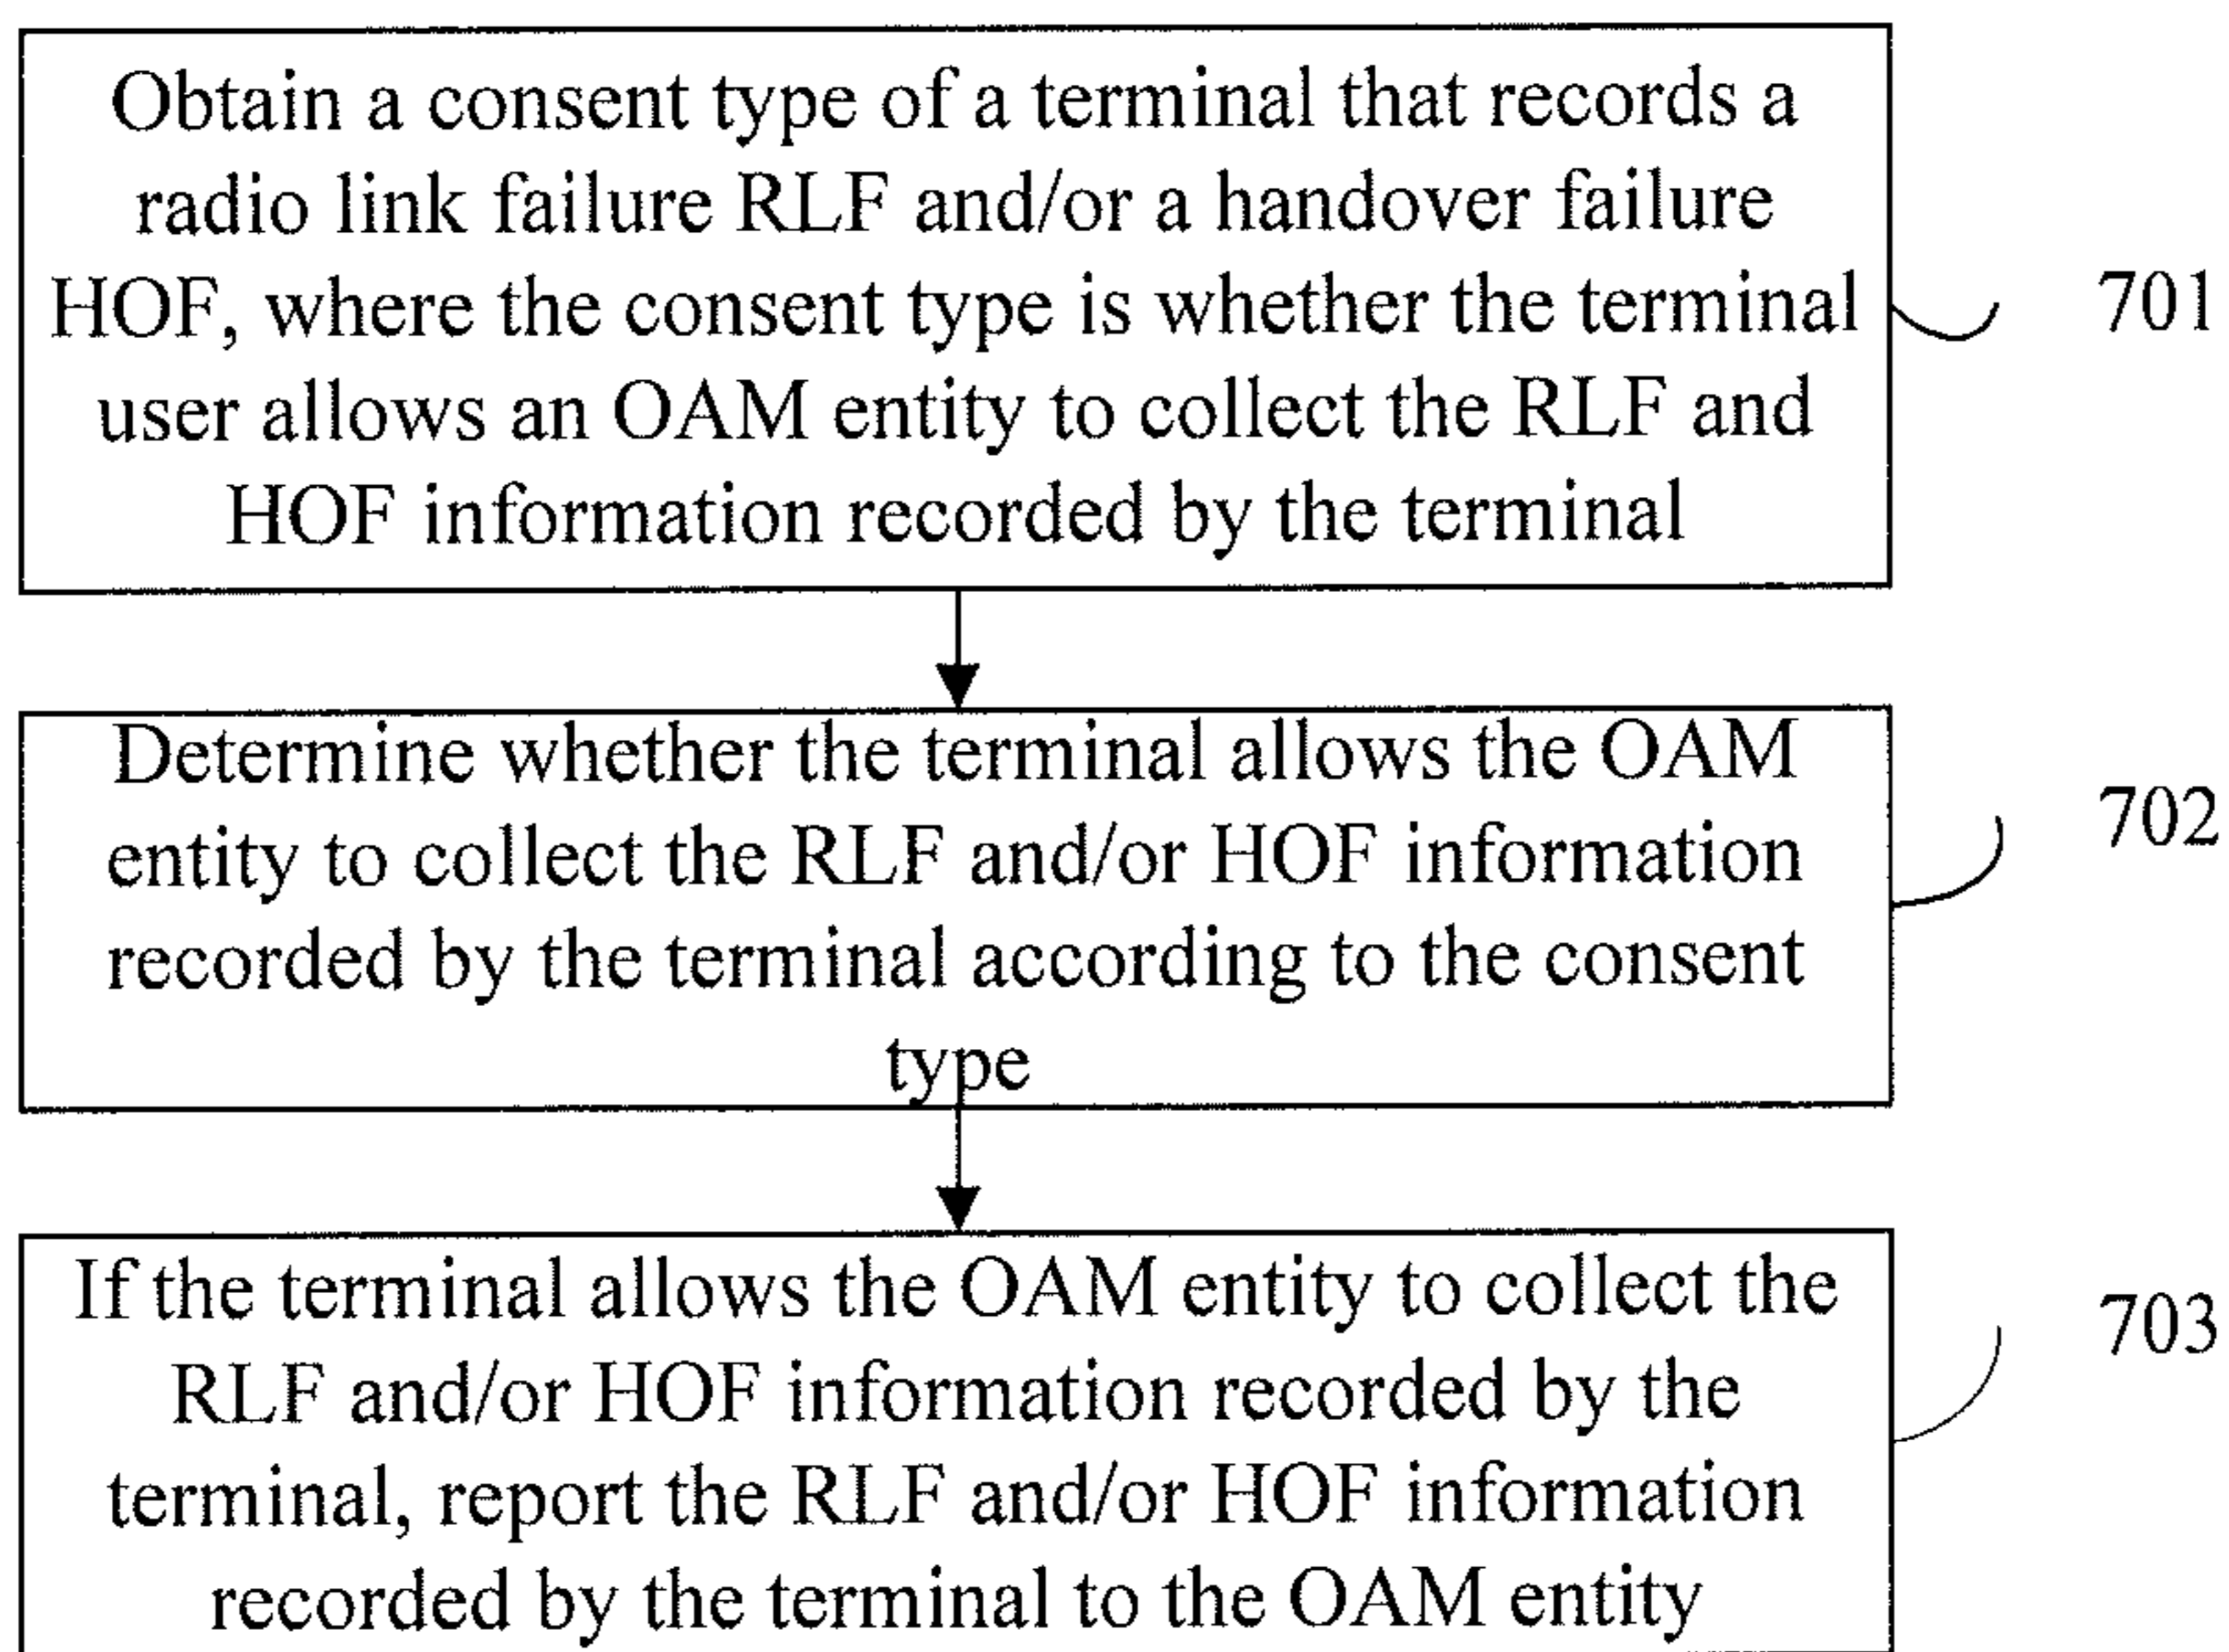 Obtain a consent type of a terminal that records a
radio link failure RLF and/or a handover failure
HOF, where the consent type is whether the terminal
user allows an OAM entity to collect the RLF and
HOF information recorded by the terminal
701
Determine whether the terminal allows the OAM
entity to collect the RLF and/or HOF information
recorded by the terminal according to the consent
type
702
If the terminal allows the OAM entity to collect the
RLF and/or HOF information recorded by the
terminal, report the RLF and/or HOF information
recorded by the terminal to the OAM entity
703